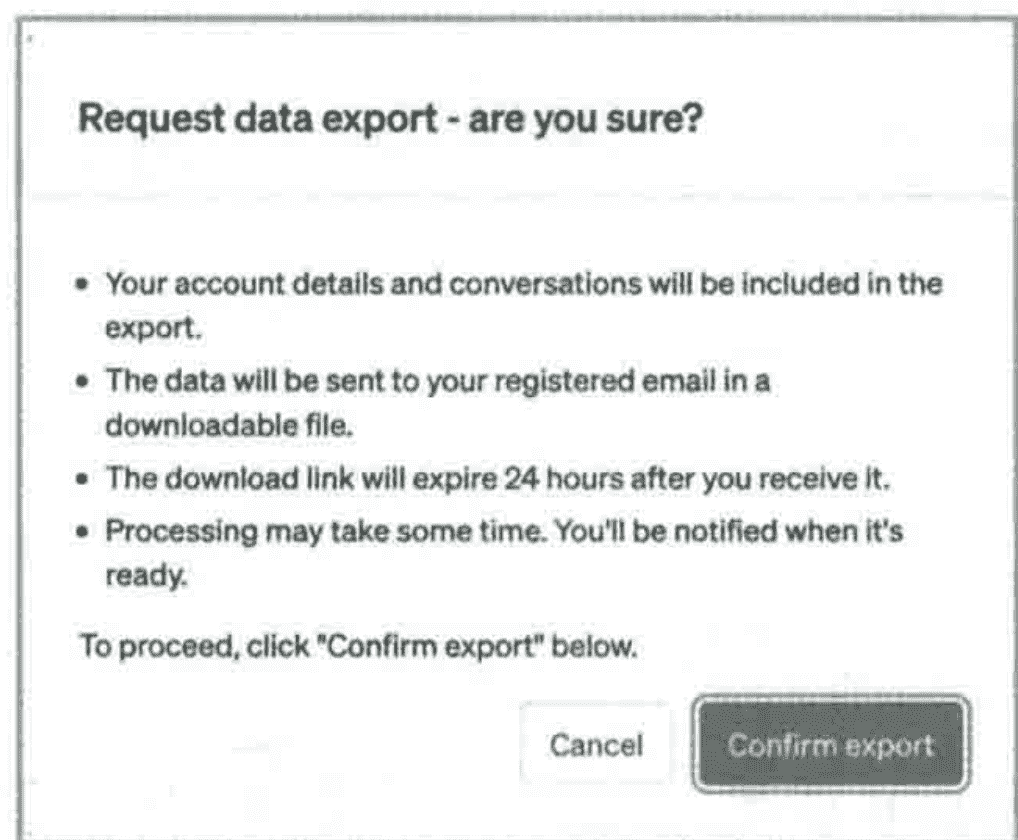 Request data export - are you sure?
• Your account details and conversations will be included in the
export.
• The data will be sent to your registered email in a
downloadable file.
• The download link will expire 24 hours after you receive it.
• Processing may take some time. You'll be notified when it's
ready.
To proceed, click "Confirm export" below.
Cancel
Confirm export